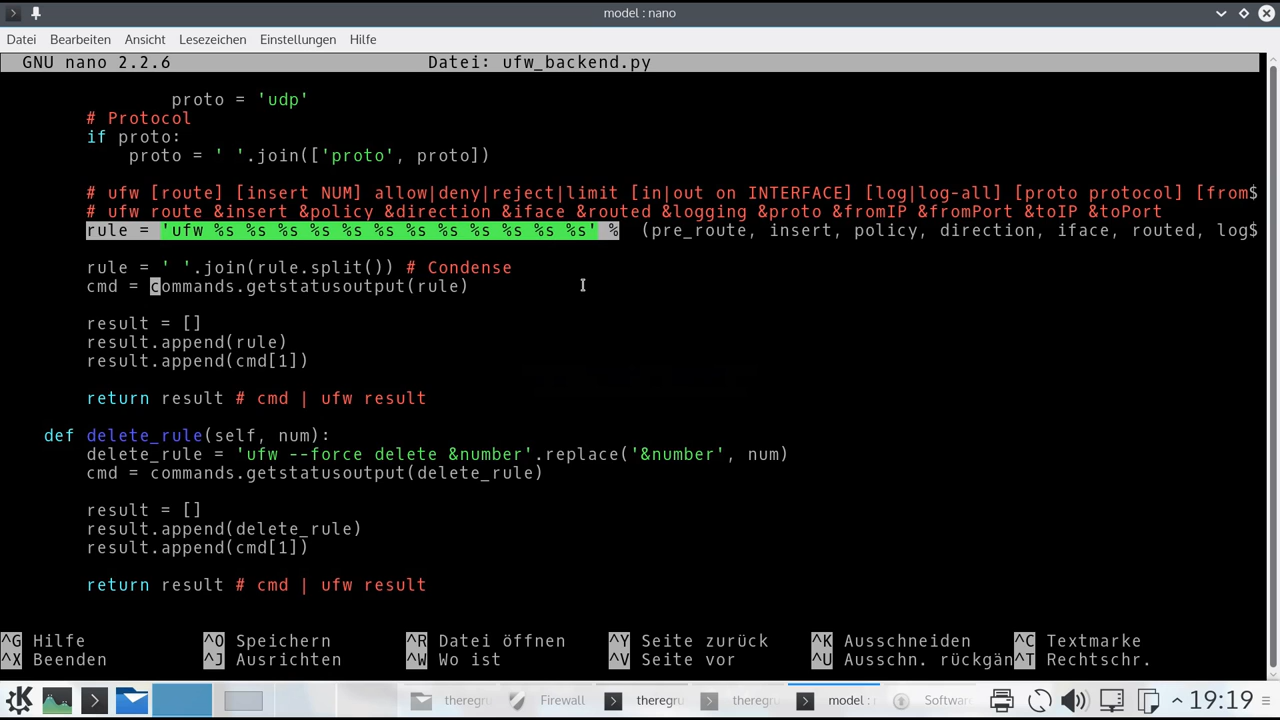 model : nano
Datei Bearbeiten Ansicht Lesezeichen Einstellungen Hilfe
GNU nano 2.2.6 Datei: ufw_backend.py
proto = 'udp'
# Protocol
if proto:
proto = ' '.join(['proto', proto])
# ufw [route] [insert NUM] allow|deny|reject|limit [in|out on INTERFACE] [log|log-all] [proto protocol] [from$
# ufw route &insert &policy &direction &iface &routed &logging &proto &fromIP &fromPort &toIP &toPort
rule = 'ufw %s %s %s %s %s %s %s %s %s %s %s %s' % (pre_route, insert, policy, direction, iface, routed, log$
rule = ' '.join(rule.split()) # Condense
cmd = commands.getstatusoutput(rule)
result = []
result.append(rule)
result.append(cmd[1])
return result # cmd | ufw result
def delete_rule(self, num):
delete_rule = 'ufw --force delete &number'.replace('&number', num)
cmd = commands.getstatusoutput(delete_rule)
result = []
result.append(delete_rule)
result.append(cmd[1])
return result # cmd | ufw result
^G Hilfe ^O Speichern ^R Datei öffnen ^Y Seite zurück ^K Ausschneiden ^C Textmarke
^X Beenden ^J Ausrichten ^W Wo ist ^V Seite vor ^U Ausschn. rückgän ^T Rechtschr.
theregru Firewall theregru theregru model : Softwar 19:19